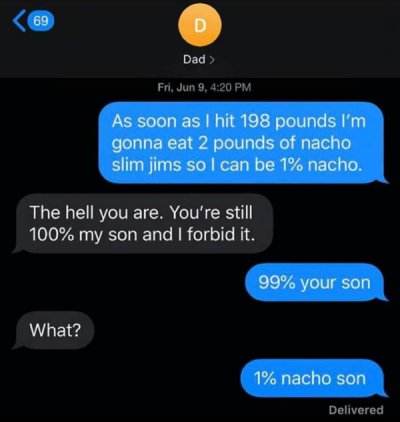 69
D
Dad >
Fri, Jun 9, 4:20 PM
As soon as I hit 198 pounds I'm
gonna eat 2 pounds of nacho
slim jims so I can be 1% nacho.
The hell you are. You're still
100% my son and I forbid it.
99% your son
What?
1% nacho son
Delivered